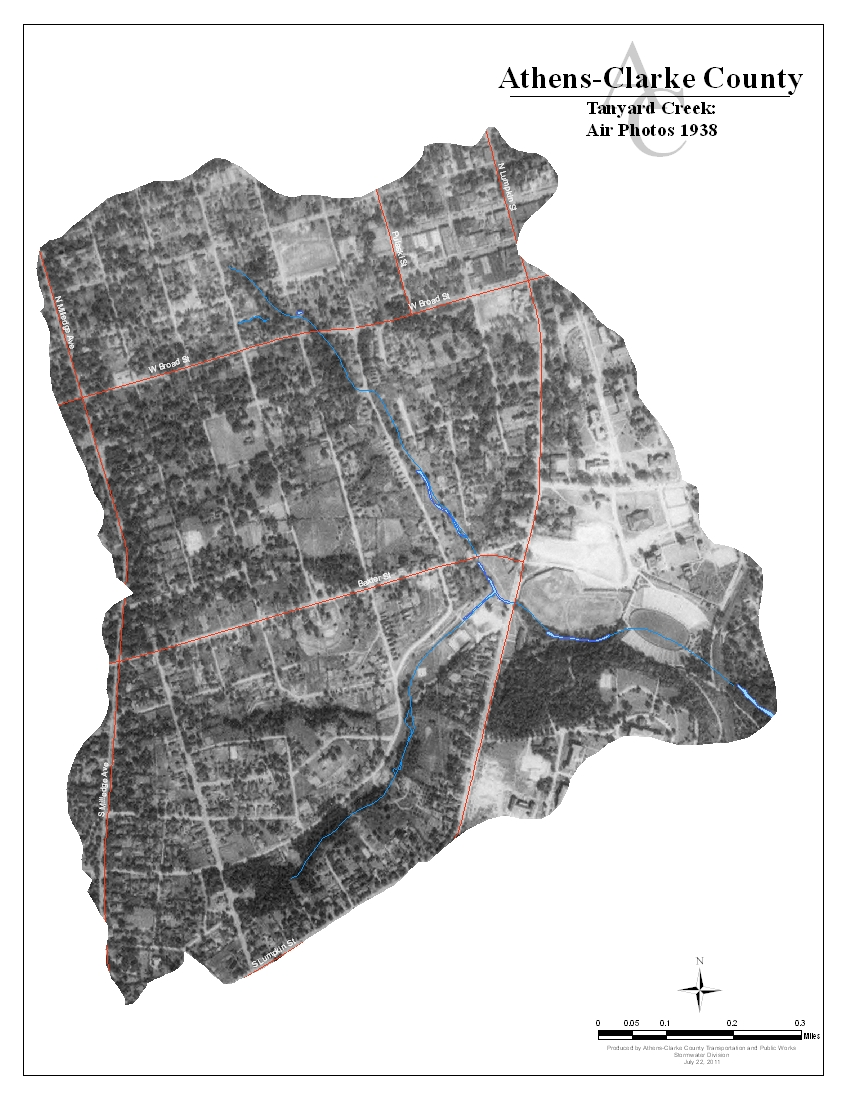 AC
Athens-Clarke County
Tanyard Creek:
Air Photos 1938
N Lumpkin St
Pulaski St
N Milledge Ave
W Broad St
W Broad St
Baxter St
S Milledge Ave
S Lumpkin St
N
0 0.05 0.1 0.2 0.3
Miles
Produced by Athens-Clarke County Transportation and Public Works
Stormwater Division
July 22, 2011